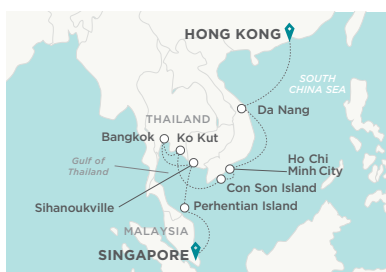 HONG KONG
SOUTH
CHINA SEA
Da Nang
THAILAND
Bangkok
Ko Kut
Gulf of
Thailand
Ho Chi
Minh City
Con Son Island
Sihanoukville
Perhentian Island
MALAYSIA
SINGAPORE